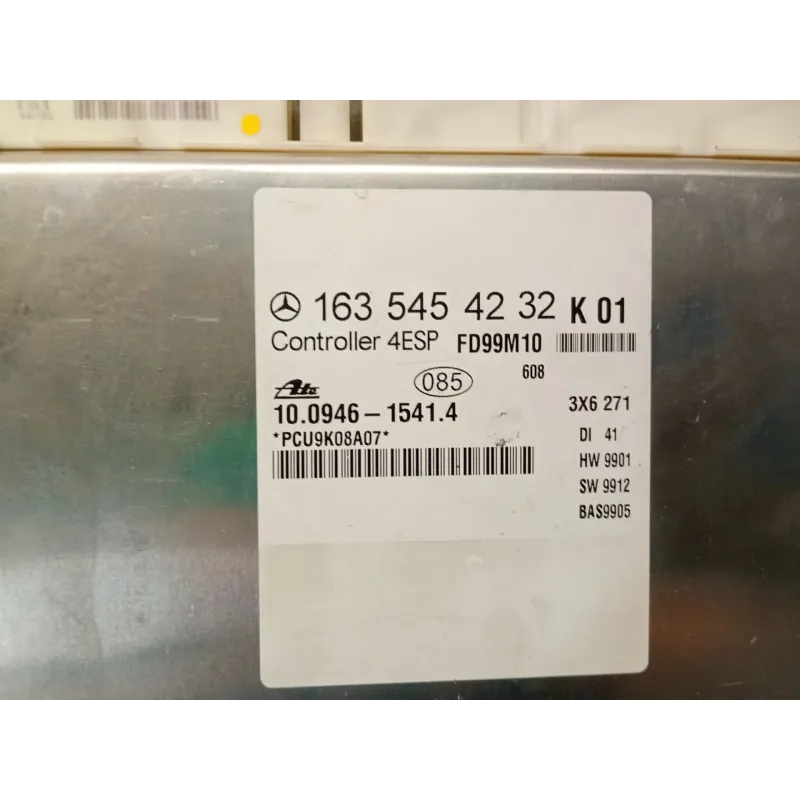 163 545 42 32 K 01
Controller 4ESP FD99M10
608
Ate 085
10.0946-1541.4 3X6 271
*PCU9K08A07* DI 41
HW 9901
SW 9912
BAS9905